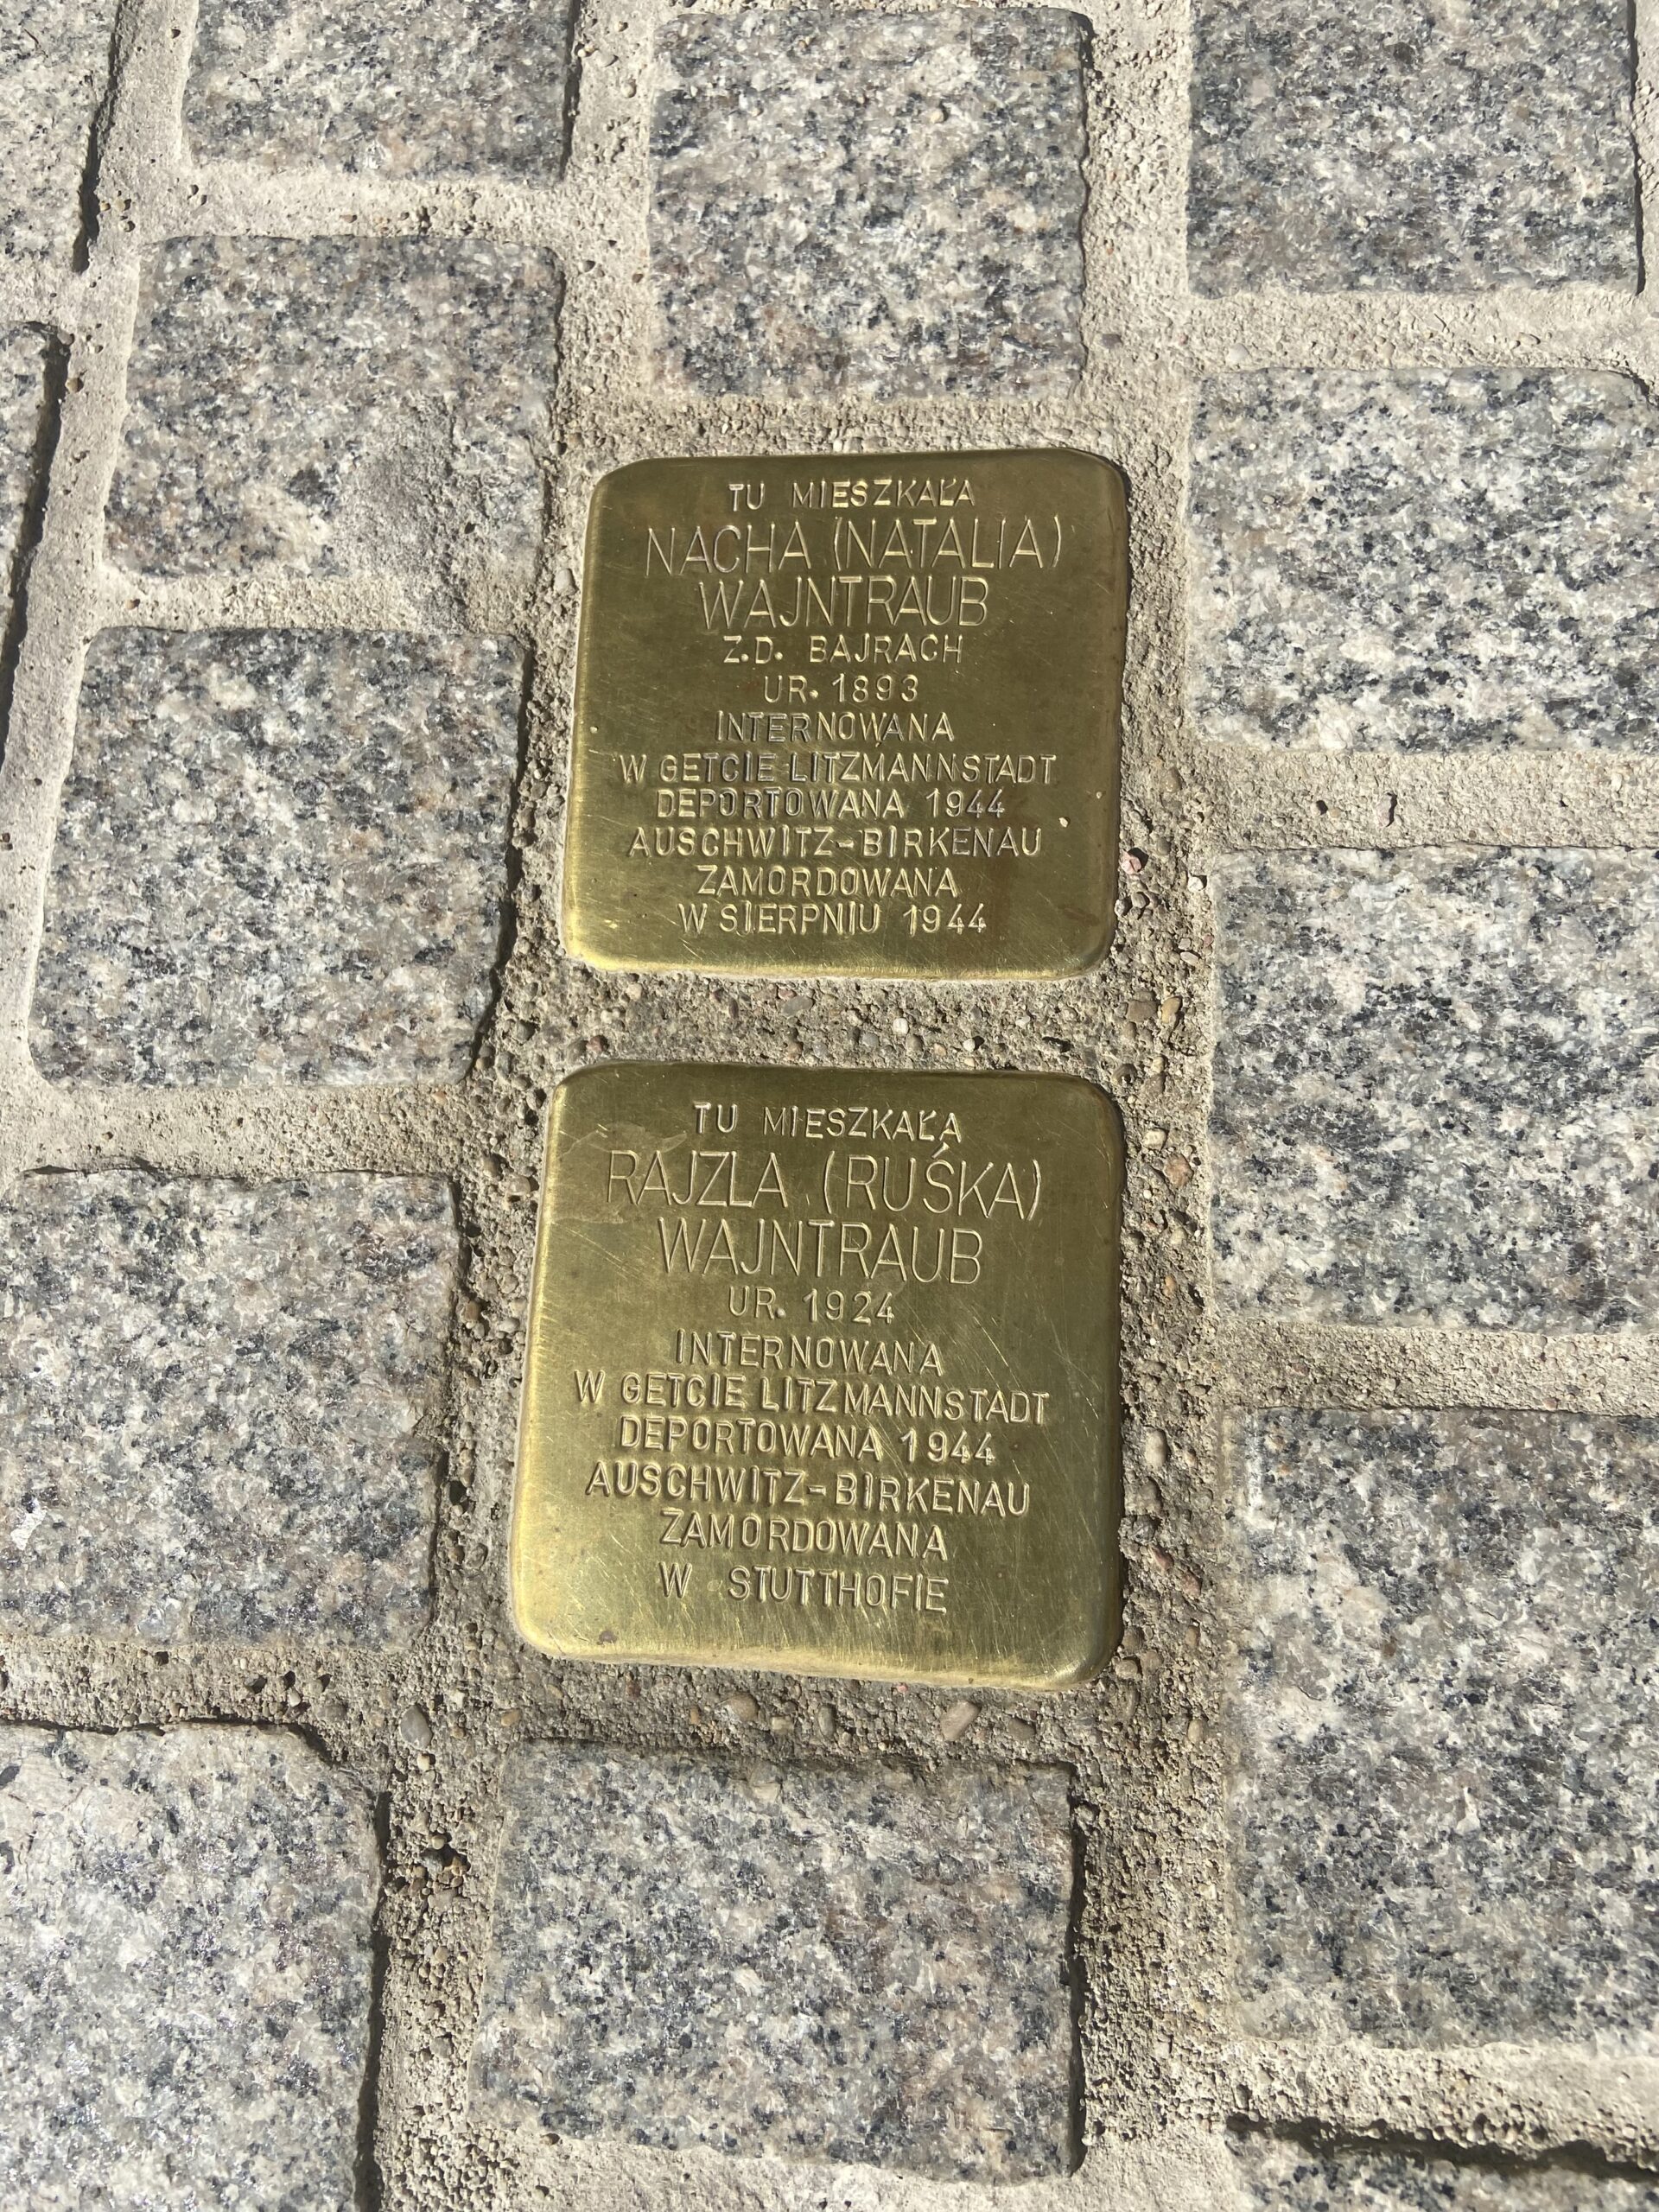 TU MIESZKAŁA
NACHA (NATALIA)
WAJNTRAUB
Z.D. BAJRACH
UR. 1893
INTERNOWANA
W GETCIE LITZMANNSTADT
DEPORTOWANA 1944
AUSCHWITZ-BIRKENAU
ZAMORDOWANA
W SIERPNIU 1944
TU MIESZKAŁA
RAJZLA (RUŚKA)
WAJNTRAUB
UR. 1924
INTERNOWANA
W GETCIE LITZMANNSTADT
DEPORTOWANA 1944
AUSCHWITZ-BIRKENAU
ZAMORDOWANA
W STUTTHOFIE